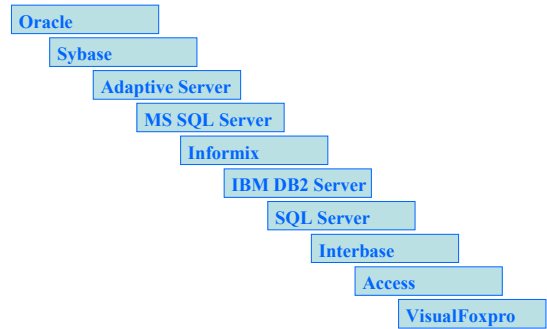 Oracle
Sybase
Adaptive Server
MS SQL Server
Informix
IBM DB2 Server
SQL Server
Interbase
Access
VisualFoxpro